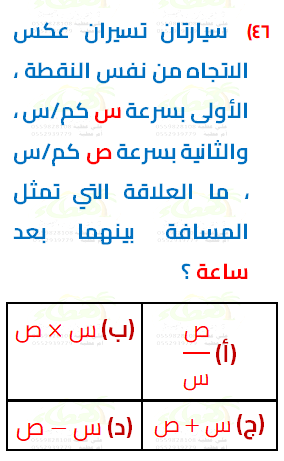 ٤٦) سيارتان تسيران عكس
الاتجاه من نفس النقطة ،
الأولى بسرعة س كم/س ،
والثانية بسرعة ص كم/س
، ما العلاقة التي تمثل
المسافة بينهما بعد
ساعة ؟
(أ) ص / س
(ب) س × ص
(ج) س + ص
(د) س − ص